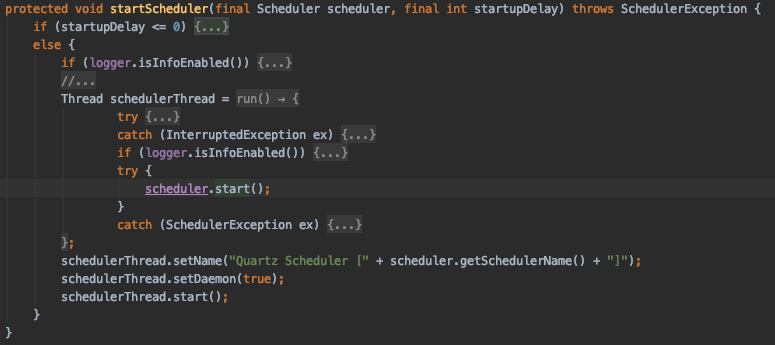 protected void startScheduler(final Scheduler scheduler, final int startupDelay) throws SchedulerException {
    if (startupDelay <= 0) {...}
    else {
        if (logger.isInfoEnabled()) {...}
        //...
        Thread schedulerThread = run() → {
                try {...}
                catch (InterruptedException ex) {...}
                if (logger.isInfoEnabled()) {...}
                try {
                    scheduler.start();
                }
                catch (SchedulerException ex) {...}
        };
        schedulerThread.setName("Quartz Scheduler [" + scheduler.getSchedulerName() + "]");
        schedulerThread.setDaemon(true);
        schedulerThread.start();
    }
}